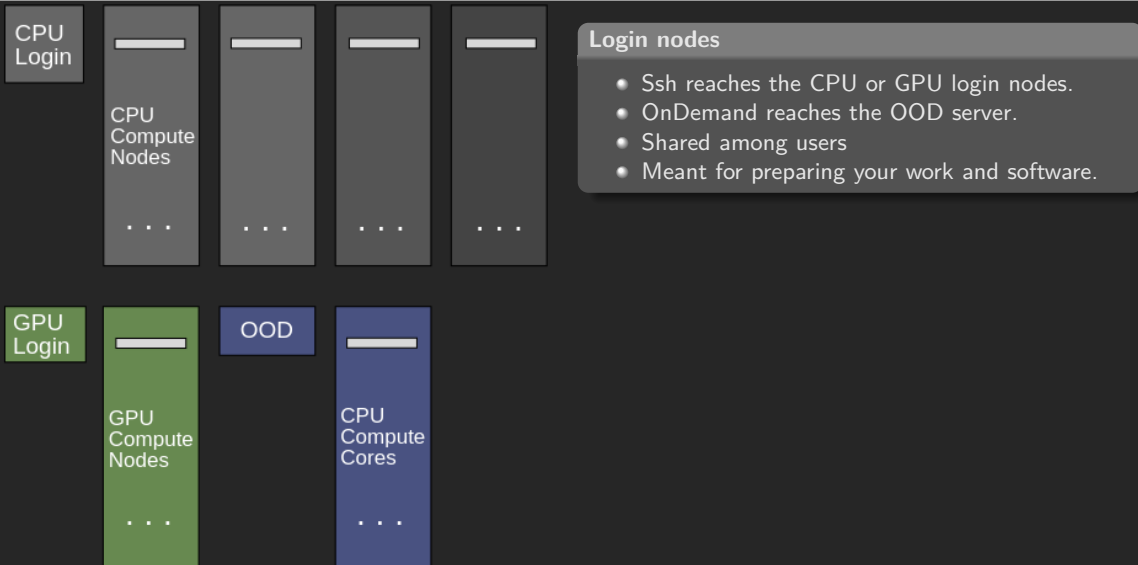 CPU
Login
CPU
Compute
Nodes
. . .
. . .
. . .
. . .
Login nodes
Ssh reaches the CPU or GPU login nodes.
OnDemand reaches the OOD server.
Shared among users
Meant for preparing your work and software.
GPU
Login
GPU
Compute
Nodes
. . .
OOD
CPU
Compute
Cores
. . .